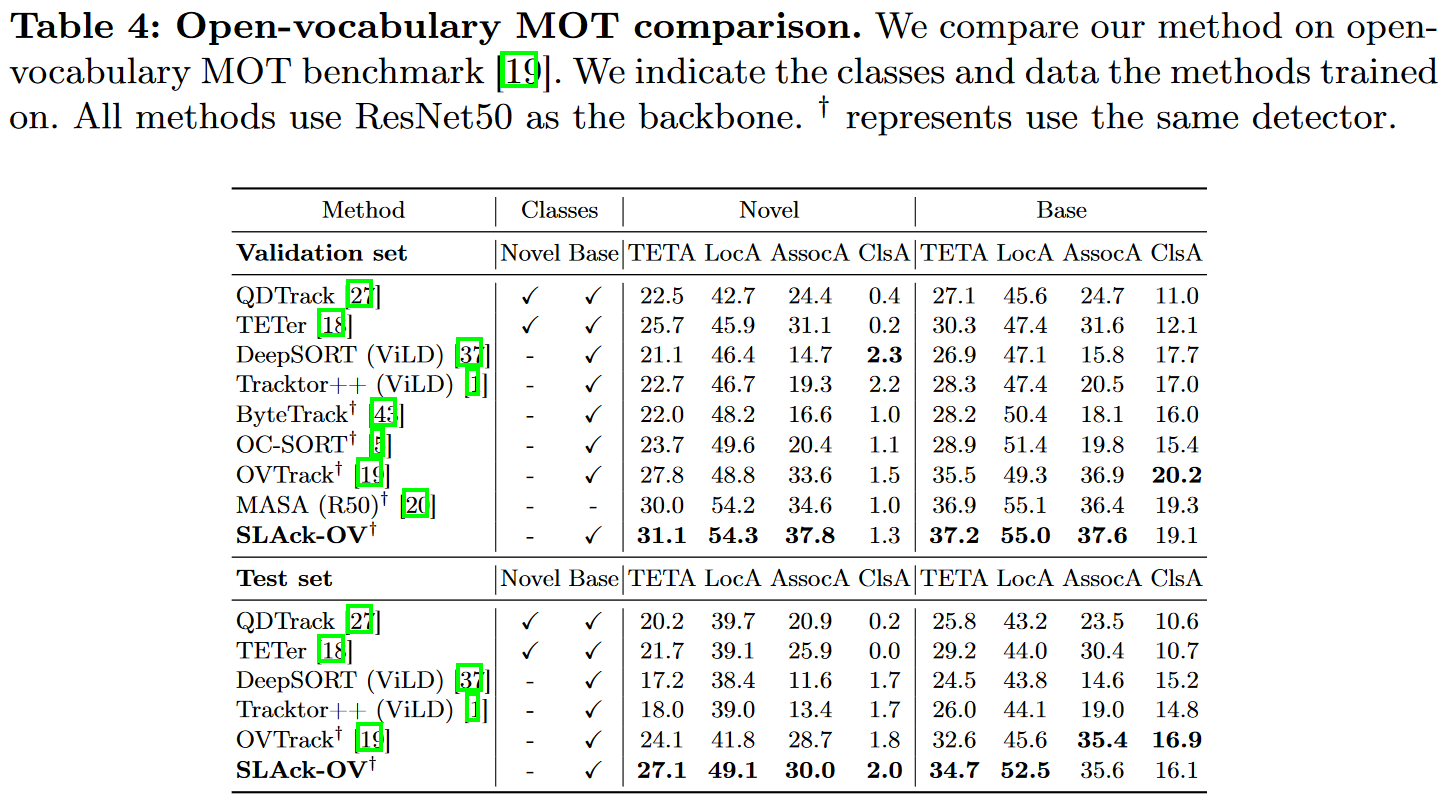 Table 4: Open-vocabulary MOT comparison. We compare our method on open-
vocabulary MOT benchmark [19]. We indicate the classes and data the methods trained
on. All methods use ResNet50 as the backbone. † represents use the same detector.
Method Classes Novel Base
Validation set Novel Base TETA LocA AssocA ClsA TETA LocA AssocA ClsA
QDTrack [27] ✓ ✓ 22.5 42.7 24.4 0.4 27.1 45.6 24.7 11.0
TETer [18] ✓ ✓ 25.7 45.9 31.1 0.2 30.3 47.4 31.6 12.1
DeepSORT (ViLD) [37] - ✓ 21.1 46.4 14.7 2.3 26.9 47.1 15.8 17.7
Tracktor++ (ViLD) [1] - ✓ 22.7 46.7 19.3 2.2 28.3 47.4 20.5 17.0
ByteTrack† [43] - ✓ 22.0 48.2 16.6 1.0 28.2 50.4 18.1 16.0
OC-SORT† [5] - ✓ 23.7 49.6 20.4 1.1 28.9 51.4 19.8 15.4
OVTrack† [19] - ✓ 27.8 48.8 33.6 1.5 35.5 49.3 36.9 20.2
MASA (R50)† [20] - - 30.0 54.2 34.6 1.0 36.9 55.1 36.4 19.3
SLAck-OV† - ✓ 31.1 54.3 37.8 1.3 37.2 55.0 37.6 19.1
Test set Novel Base TETA LocA AssocA ClsA TETA LocA AssocA ClsA
QDTrack [27] ✓ ✓ 20.2 39.7 20.9 0.2 25.8 43.2 23.5 10.6
TETer [18] ✓ ✓ 21.7 39.1 25.9 0.0 29.2 44.0 30.4 10.7
DeepSORT (ViLD) [37] - ✓ 17.2 38.4 11.6 1.7 24.5 43.8 14.6 15.2
Tracktor++ (ViLD) [1] - ✓ 18.0 39.0 13.4 1.7 26.0 44.1 19.0 14.8
OVTrack† [19] - ✓ 24.1 41.8 28.7 1.8 32.6 45.6 35.4 16.9
SLAck-OV† - ✓ 27.1 49.1 30.0 2.0 34.7 52.5 35.6 16.1